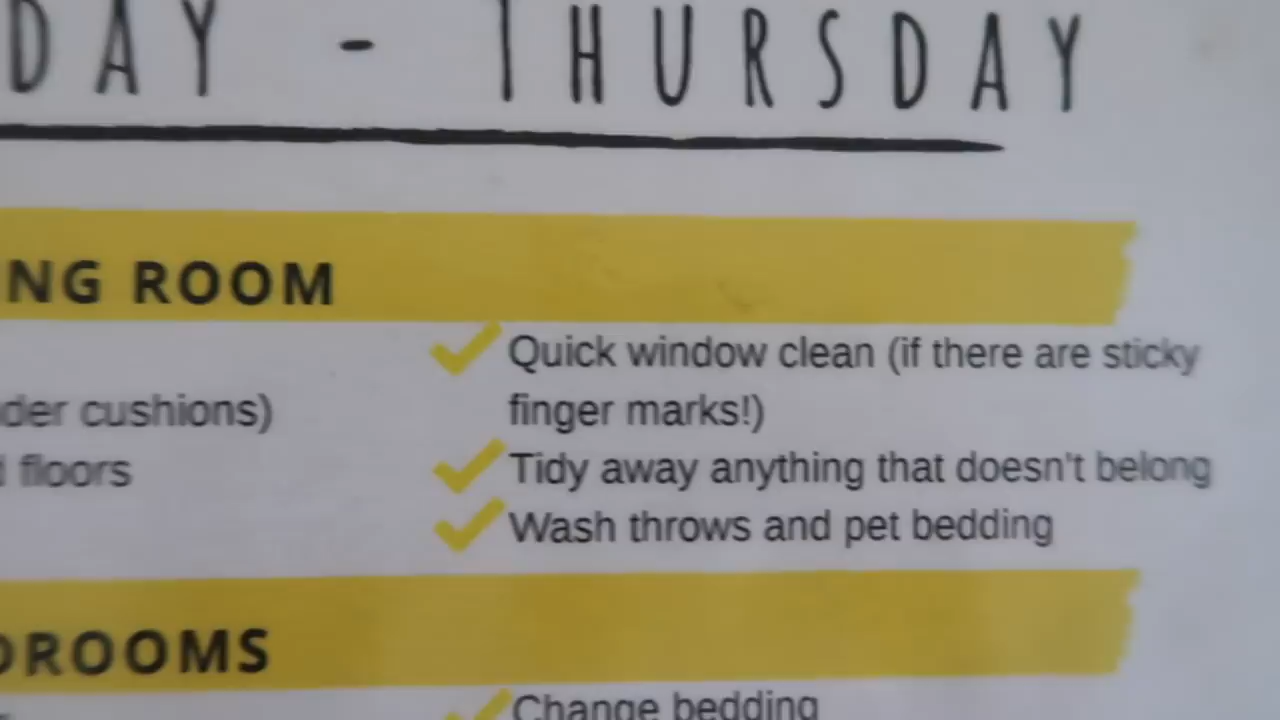 DAY - THURSDAY
NG ROOM
Quick window clean (if there are sticky
der cushions) finger marks!)
floors Tidy away anything that doesn't belong
Wash throws and pet bedding
ROOMS
Change bedding